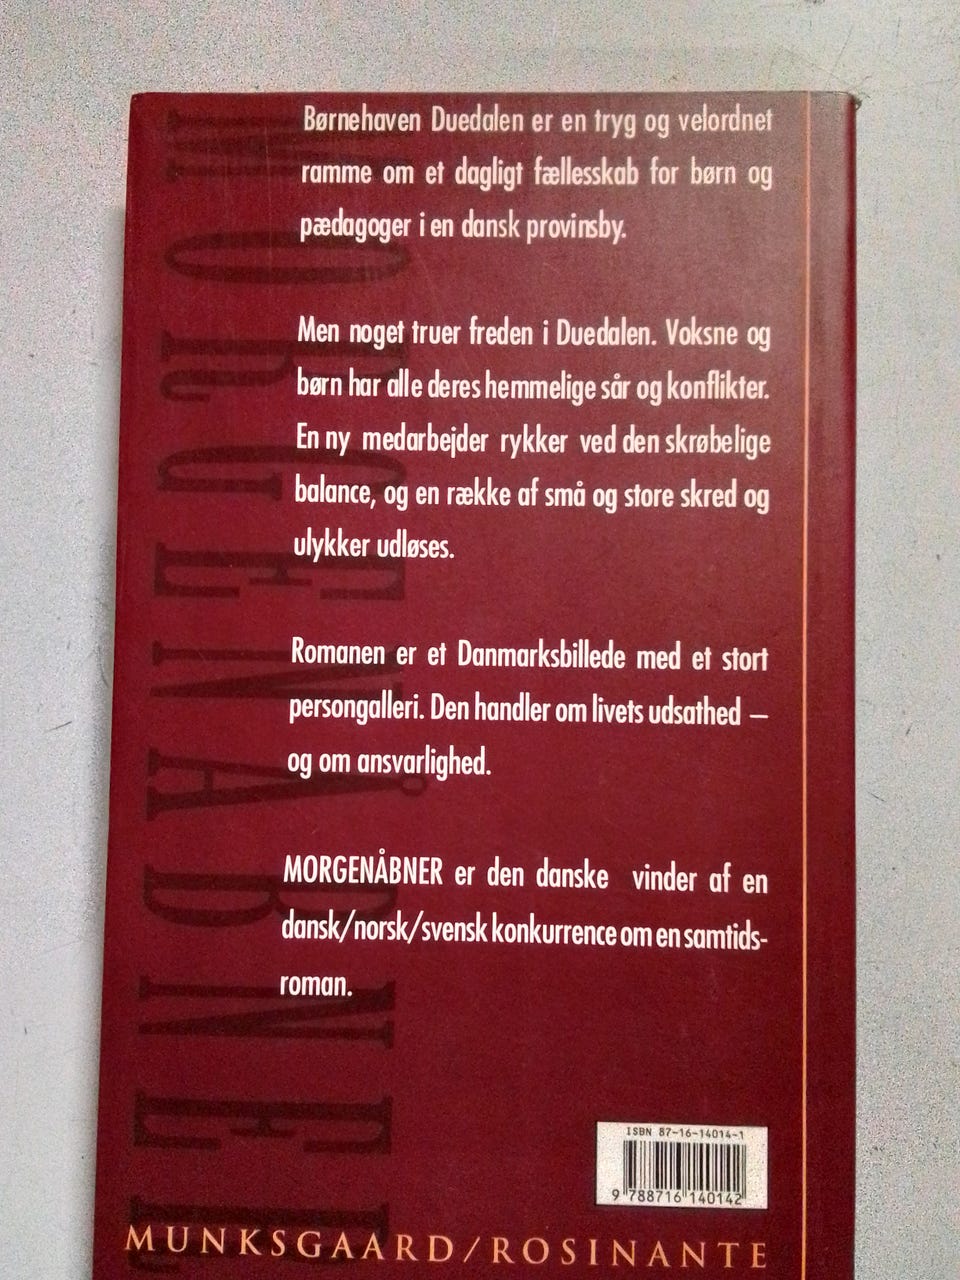 Børnehaven Duedalen er en tryg og velordnet
ramme om et dagligt fællesskab for børn og
pædagoger i en dansk provinsby.
Men noget truer freden i Duedalen. Voksne og
børn har alle deres hemmelige sår og konflikter.
En ny medarbejder rykker ved den skrøbelige
balance, og en række af små og store skred og
ulykker udløses.
Romanen er et Danmarksbillede med et stort
persongalleri. Den handler om livets udsathed –
og om ansvarlighed.
MORGENÅBNER er den danske vinder af en
dansk/norsk/svensk konkurrence om en samtids-
roman.
MORGENÅBNER
ISBN 87-16-14014-1
9 788716 140142
MUNKSGAARD/ROSINANTE